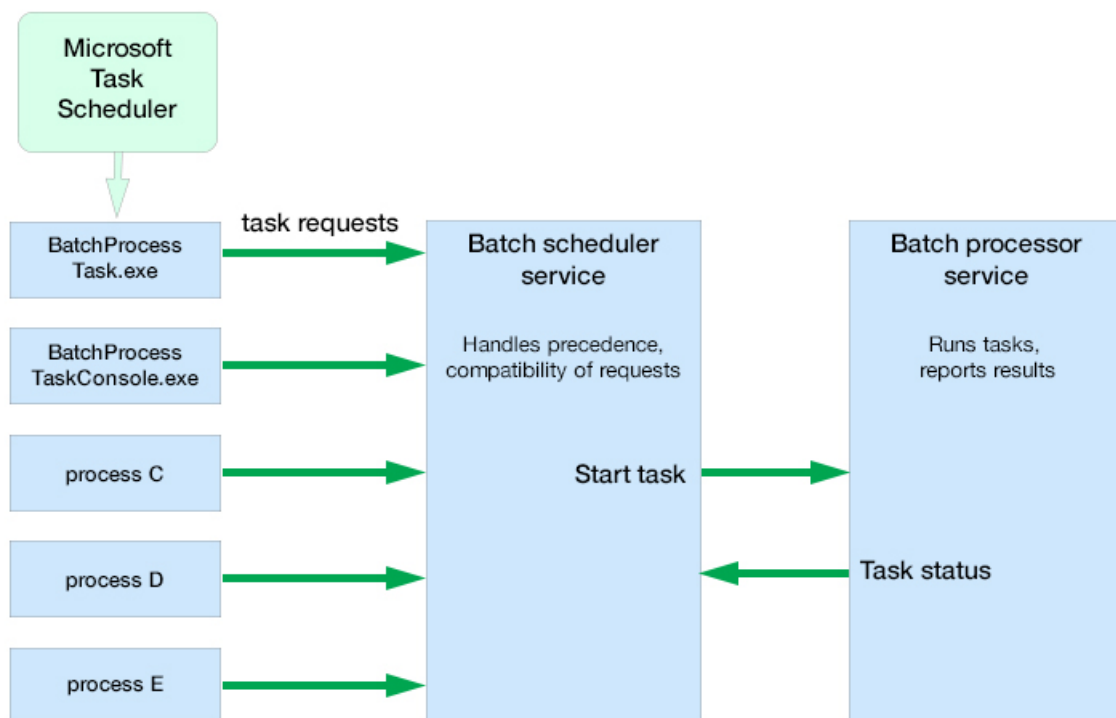 Microsoft
Task
Scheduler
task requests
BatchProcess
Task.exe
BatchProcess
TaskConsole.exe
process C
process D
process E
Batch scheduler
service
Handles precedence,
compatibility of requests
Start task
Batch processor
service
Runs tasks,
reports results
Task status